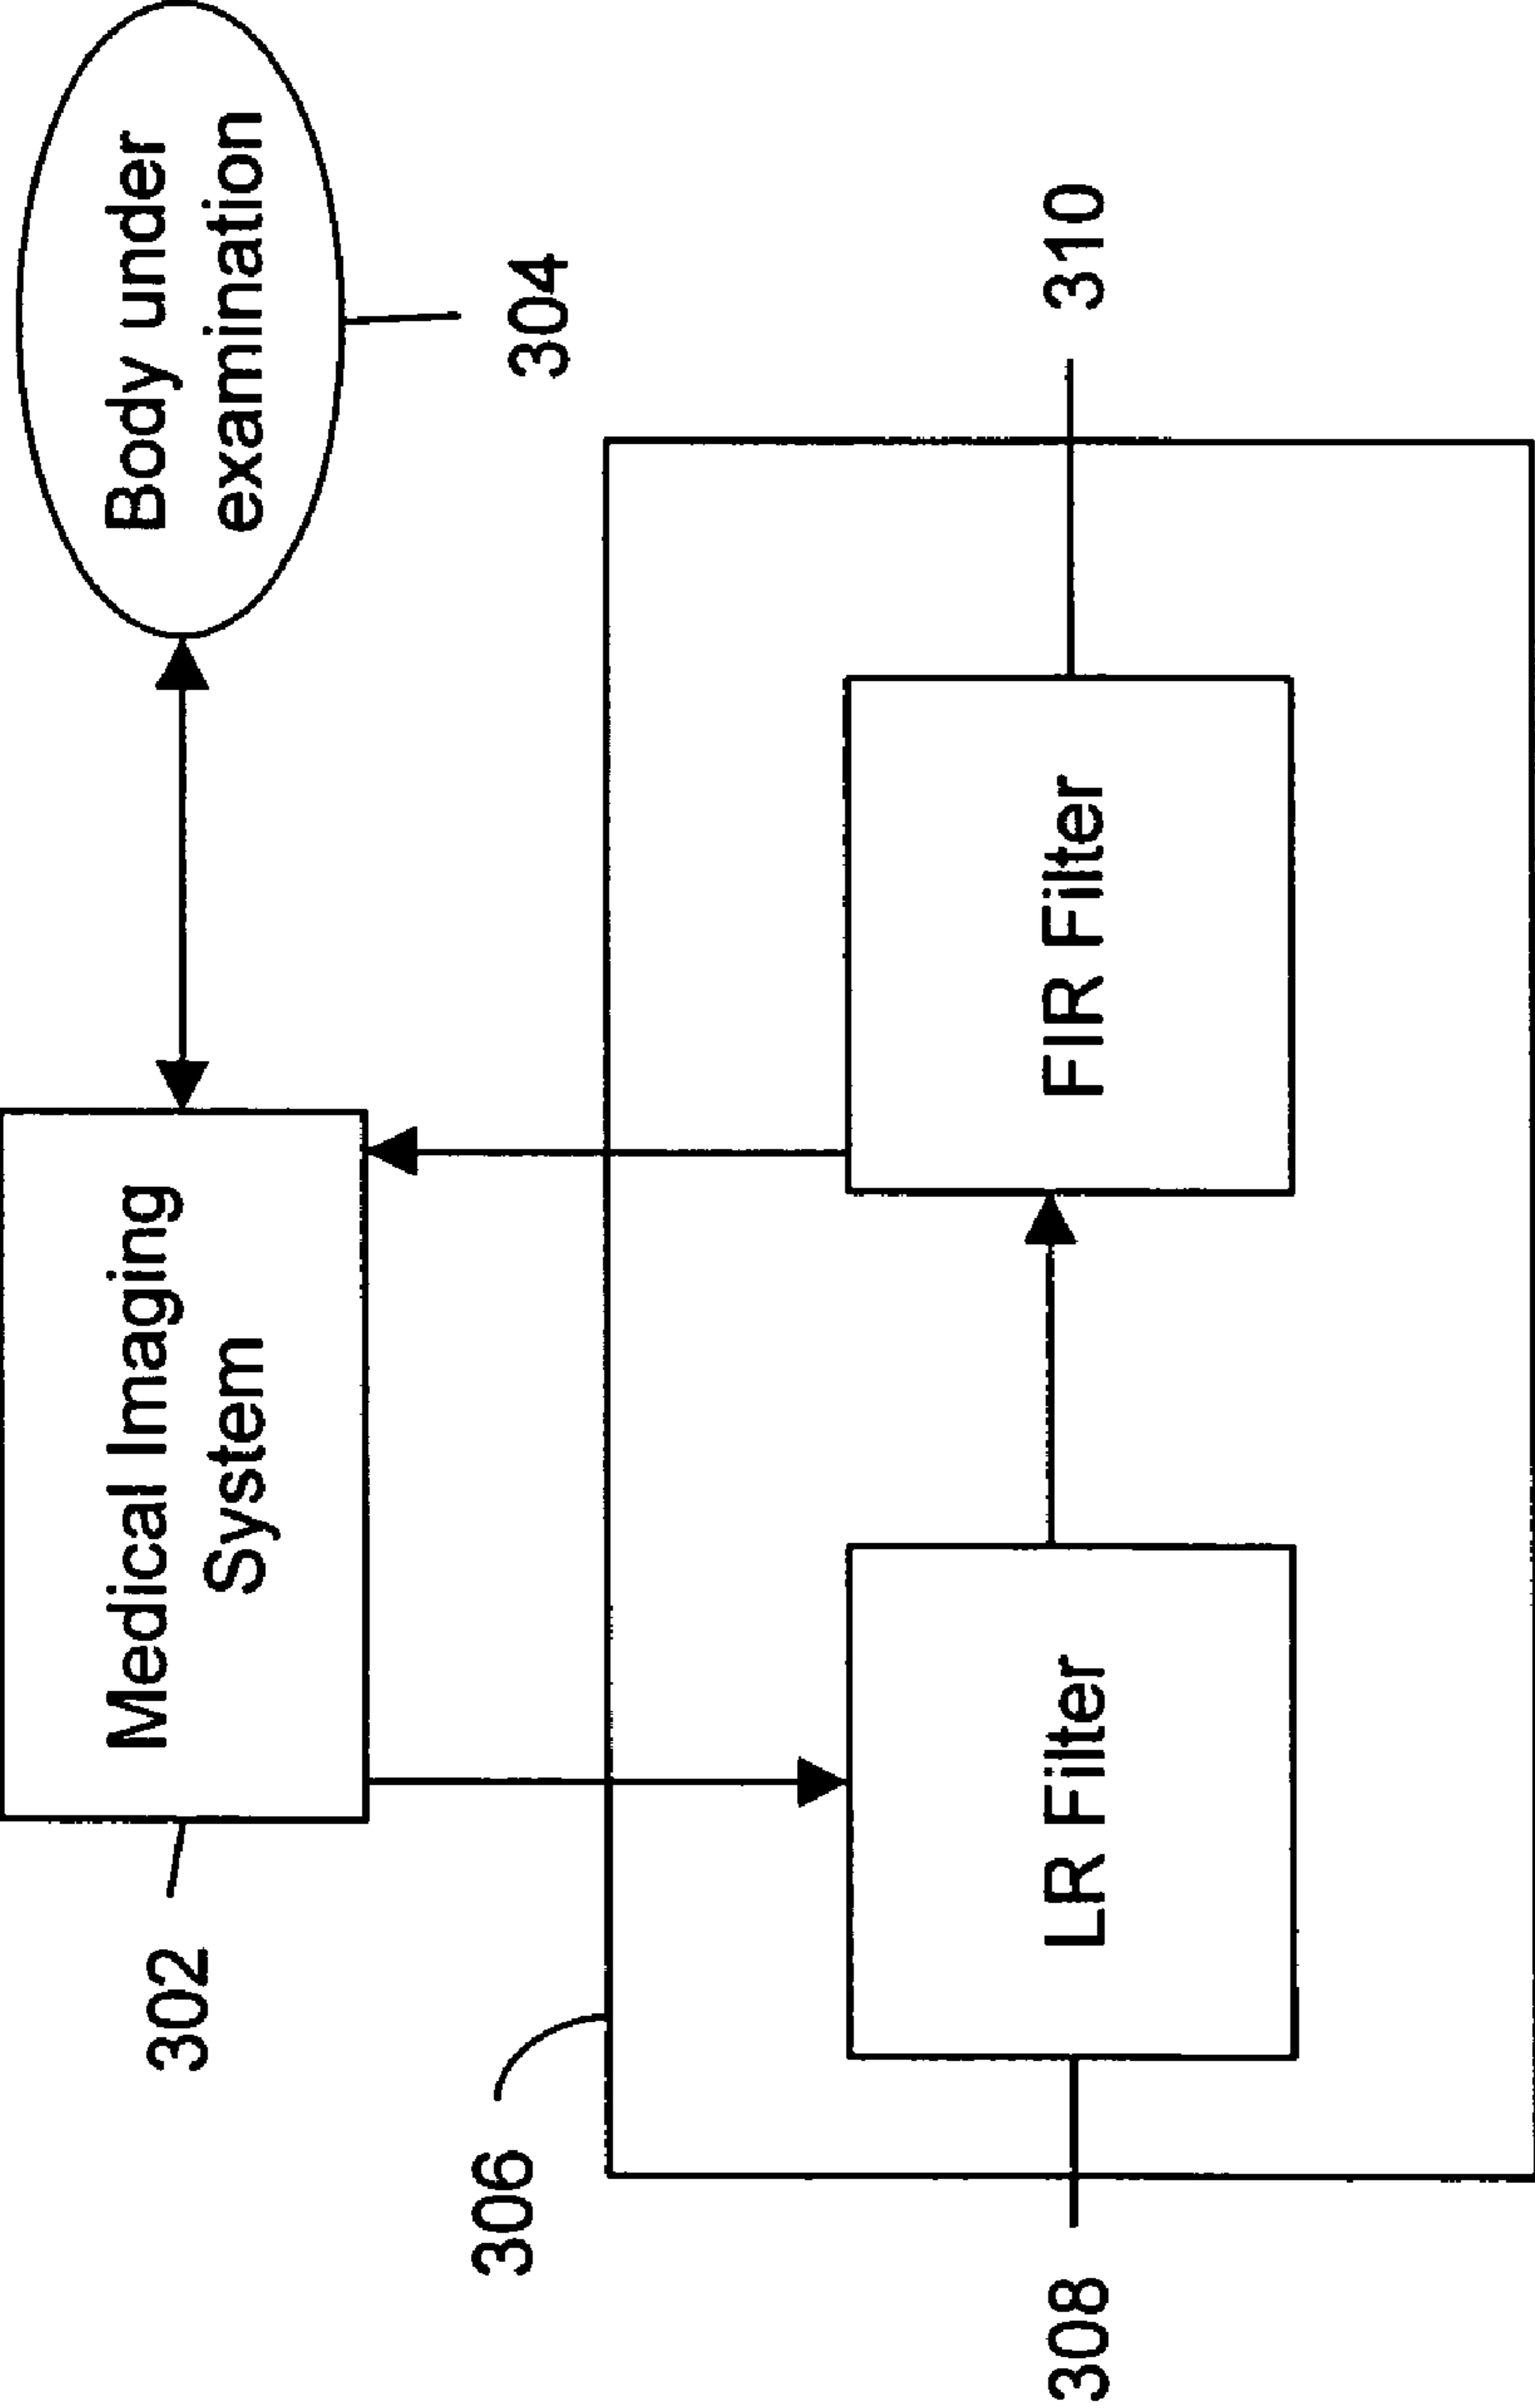 302
Medical Imaging
System
Body under
examination
304
306
308
LR Filter
FIR Filter
310